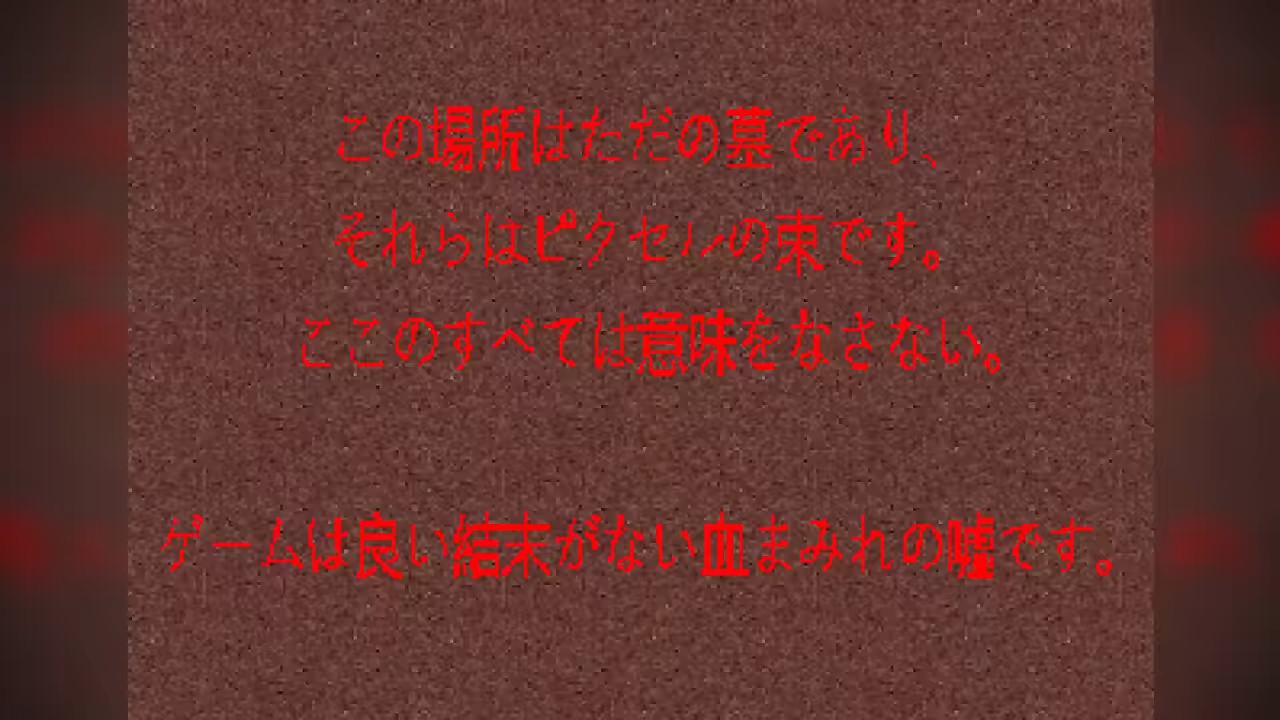 この場所はただの墓であり、
それらはピクセルの束です。
ここのすべては意味をなさない。
ゲームは良い結末がない血まみれの嘘です。